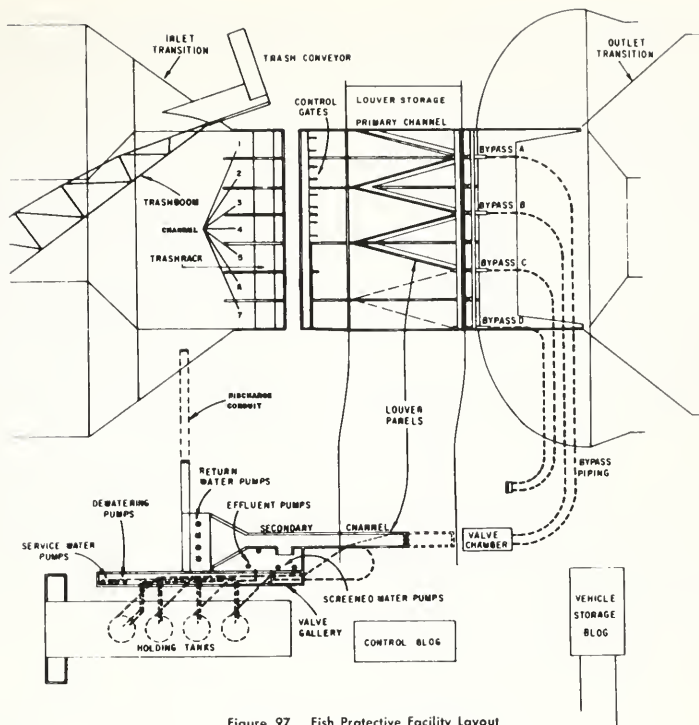 INLET
TRANSITION
TRASH CONVEYOR
OUTLET
TRANSITION
CONTROL
GATES
LOUVER STORAGE
PRIMARY CHANNEL
1
2
3
4
5
6
7
TRASHBOOM
CHANNEL
TRASHRACK
BYPASS A
BYPASS B
BYPASS C
BYPASS D
DISCHARGE
CONDUIT
LOUVER
PANELS
BYPASS
PIPING
RETURN
WATER PUMPS
DEWATERING
PUMPS
EFFLUENT PUMPS
SECONDARY CHANNEL
SERVICE WATER
PUMPS
VALVE
CHAMBER
SCREENED WATER PUMPS
VALVE
GALLERY
HOLDING TANKS
CONTROL BLDG
VEHICLE
STORAGE
BLDG
Figure 97. Fish Protective Facility Layout